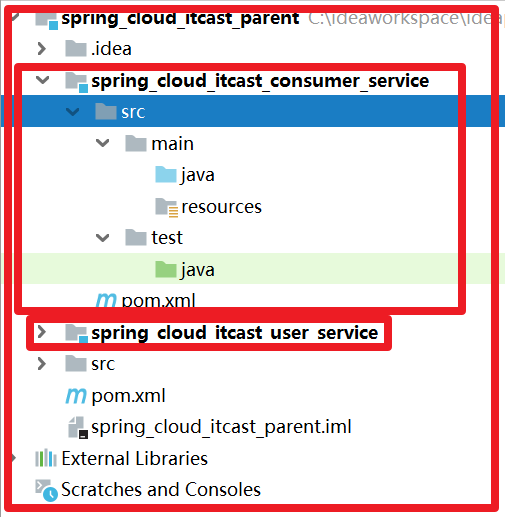 spring_cloud_itcast_parent C:\ideaworkspace\idea
.idea
spring_cloud_itcast_consumer_service
src
main
java
resources
test
java
pom.xml
spring_cloud_itcast_user_service
src
pom.xml
spring_cloud_itcast_parent.iml
External Libraries
Scratches and Consoles